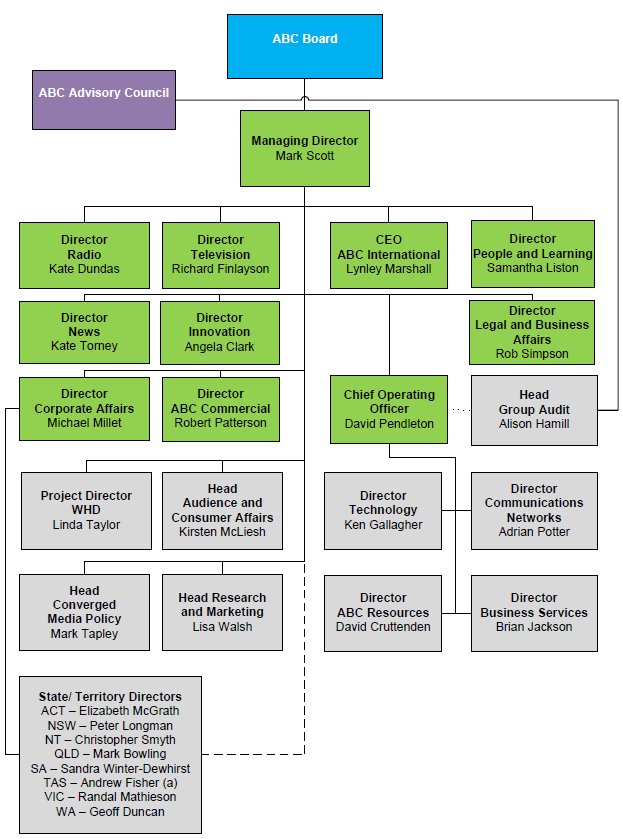 ABC Board
ABC Advisory Council
Managing Director
Mark Scott
Director
Radio
Kate Dundas
Director
Television
Richard Finlayson
CEO
ABC International
Lynley Marshall
Director
People and Learning
Samantha Liston
Director
News
Kate Torney
Director
Innovation
Angela Clark
Director
Legal and Business
Affairs
Rob Simpson
Director
Corporate Affairs
Michael Millet
Director
ABC Commercial
Robert Patterson
Chief Operating
Officer
David Pendleton
Head
Group Audit
Alison Hamill
Project Director
WHD
Linda Taylor
Head
Audience and
Consumer Affairs
Kirsten McLiesh
Director
Technology
Ken Gallagher
Director
Communications
Networks
Adrian Potter
Head
Converged
Media Policy
Mark Tapley
Head Research
and Marketing
Lisa Walsh
Director
ABC Resources
David Cruttenden
Director
Business Services
Brian Jackson
State/ Territory Directors
ACT – Elizabeth McGrath
NSW – Peter Longman
NT – Christopher Smyth
QLD – Mark Bowling
SA – Sandra Winter-Dewhirst
TAS – Andrew Fisher (a)
VIC – Randal Mathieson
WA – Geoff Duncan